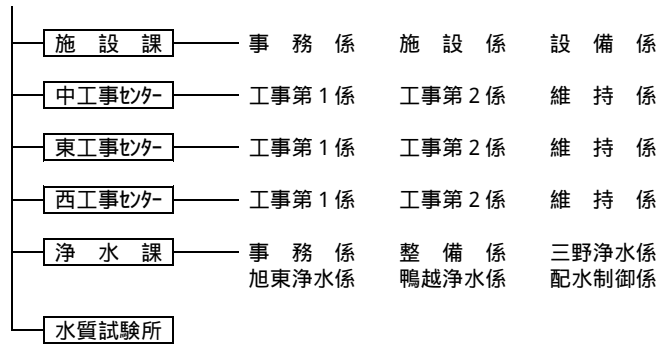 施設課 事務係 施設係 設備係
中工事ｾﾝﾀｰ 工事第1係 工事第2係 維持係
東工事ｾﾝﾀｰ 工事第1係 工事第2係 維持係
西工事ｾﾝﾀｰ 工事第1係 工事第2係 維持係
浄水課 事務係 整備係 三野浄水係
旭東浄水係 鴨越浄水係 配水制御係
水質試験所